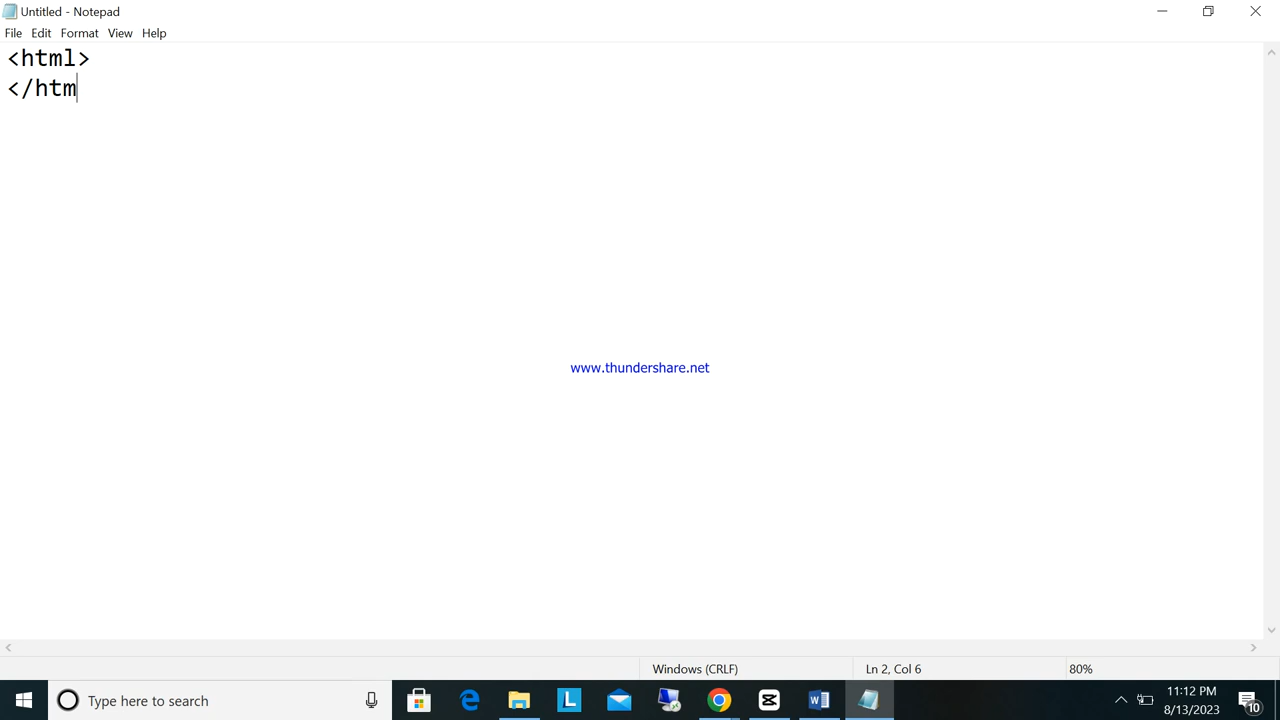 Untitled - Notepad
File Edit Format View Help
<html>
</htm
www.thundershare.net
Windows (CRLF) Ln 2, Col 6 80%
Type here to search
L
W
11:12 PM
8/13/2023
10